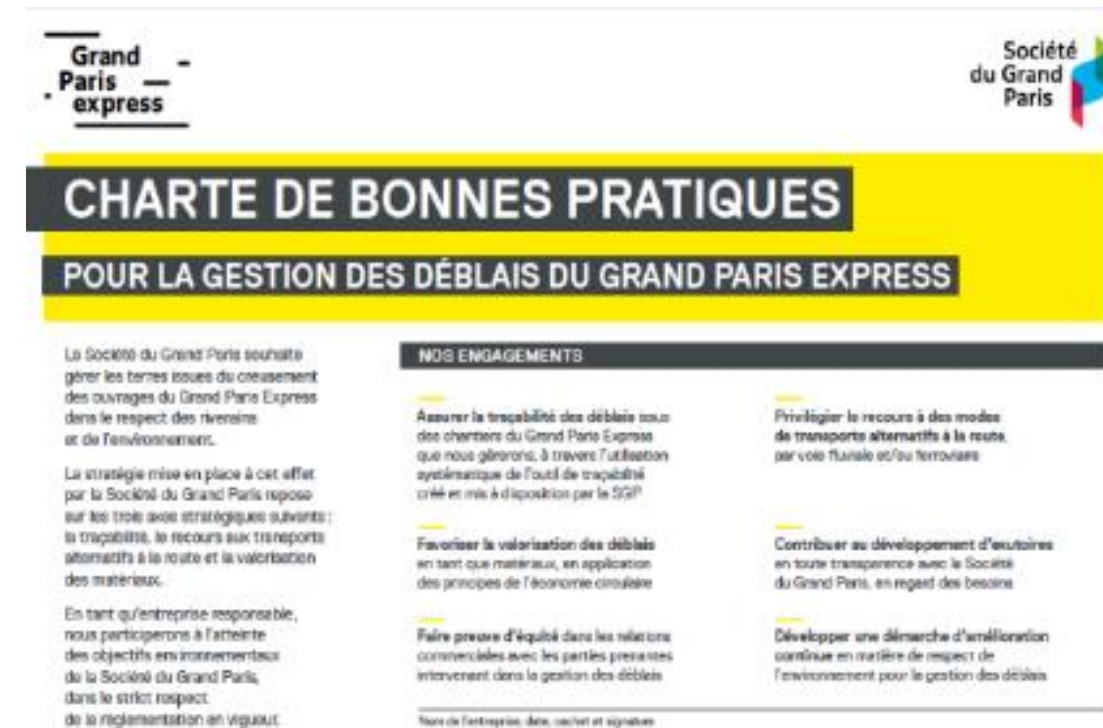 Grand
Paris
express
Société
du Grand
Paris
CHARTE DE BONNES PRATIQUES
POUR LA GESTION DES DÉBLAIS DU GRAND PARIS EXPRESS
La Société du Grand Paris souhaite
gérer les terres issues du creusement
des ouvrages du Grand Paris Express
dans le respect des riverains
et de l'environnement.
La stratégie mise en place à cet effet
par la Société du Grand Paris repose
sur les trois axes stratégiques suivants :
la traçabilité, le recours aux transports
alternatifs à la route et la valorisation
des matériaux.
En tant qu'entreprise responsable,
nous participerons à l'atteinte
des objectifs environnementaux
de la Société du Grand Paris,
dans le strict respect
de la réglementation en vigueur.
NOS ENGAGEMENTS
Assurer la traçabilité des déblais issus
des chantiers du Grand Paris Express
que nous gérerons, à travers l'utilisation
systématique de l'outil de traçabilité
créé et mis à disposition par la SGP
Privilégier le recours à des modes
de transports alternatifs à la route,
par voie fluviale et/ou ferroviaire
Favoriser la valorisation des déblais
en tant que matériaux, en application
des principes de l'économie circulaire
Contribuer au développement d'exutoires
en toute transparence avec la Société
du Grand Paris, en regard des besoins
Faire preuve d'équité dans les relations
commerciales avec les parties prenantes
intervenant dans la gestion des déblais
Développer une démarche d'amélioration
continue en matière de respect de
l'environnement pour la gestion des déblais
Nom de l'entreprise, date, cachet et signature